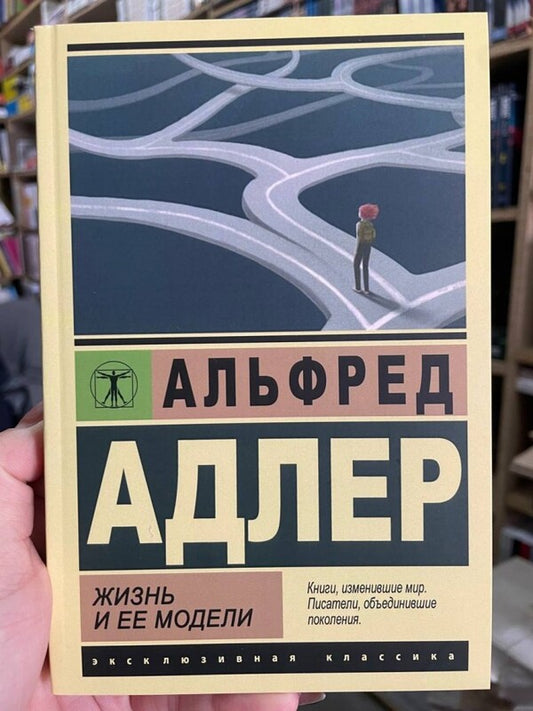 АЛЬФРЕД
АДЛЕР
ЖИЗНЬ
И ЕЕ МОДЕЛИ
Книги, изменившие мир.
Писатели, объединившие
поколения.
эксклюзивная классика